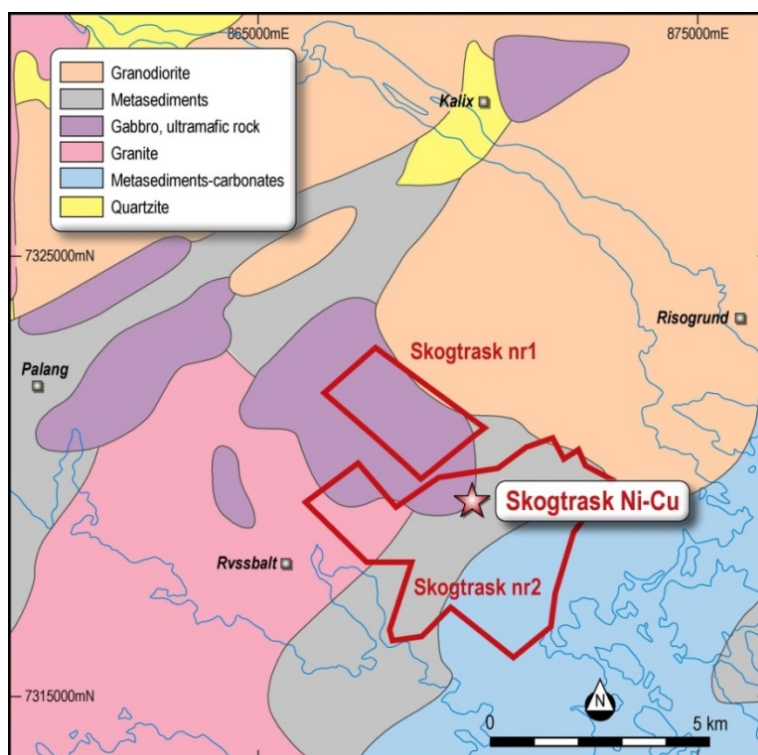 865000mE
875000mE
Granodiorite
Metasediments
Gabbro, ultramafic rock
Granite
Metasediments-carbonates
Quartzite
Kalix
7325000mN
Risogrund
Skogtrask nr1
Palang
Skogtrask Ni-Cu
Rvssbalt
Skogtrask nr2
7315000mN
N
0
5 km